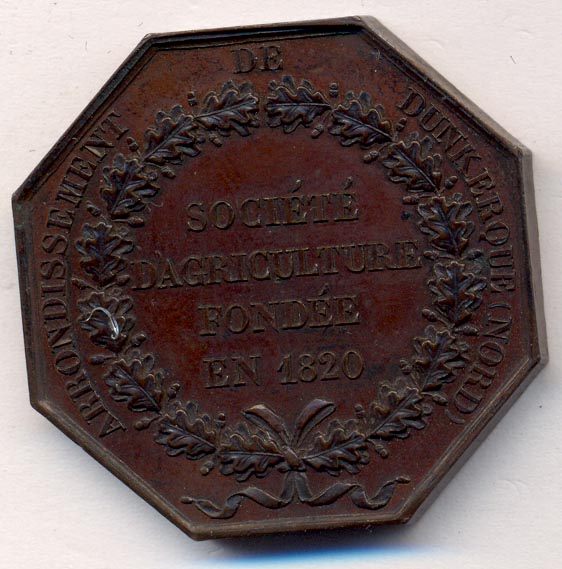 ARRONDISSEMENT DE DUNKERQUE (NORD)
SOCIÉTÉ
D'AGRICULTURE
FONDÉE
EN 1820